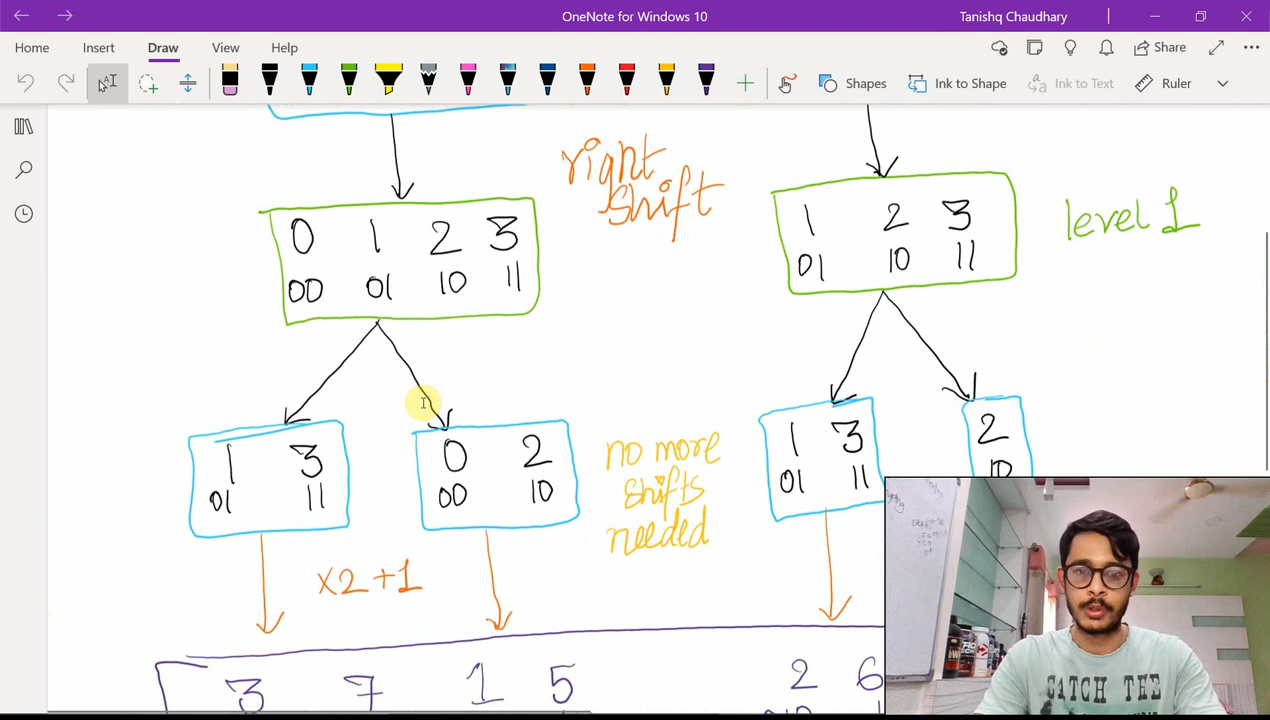 OneNote for Windows 10
Tanishq Chaudhary
Home Insert Draw View Help
Share
Shapes Ink to Shape Ink to Text Ruler
right
shift
0 1 2 3
00 01 10 11
1 2 3
01 10 11
level 1
1 3
01 11
0 2
00 10
no more
shifts
needed
1 3
01 11
2
10
x2 +1
3 7 1 5
2 6
CATCH THE